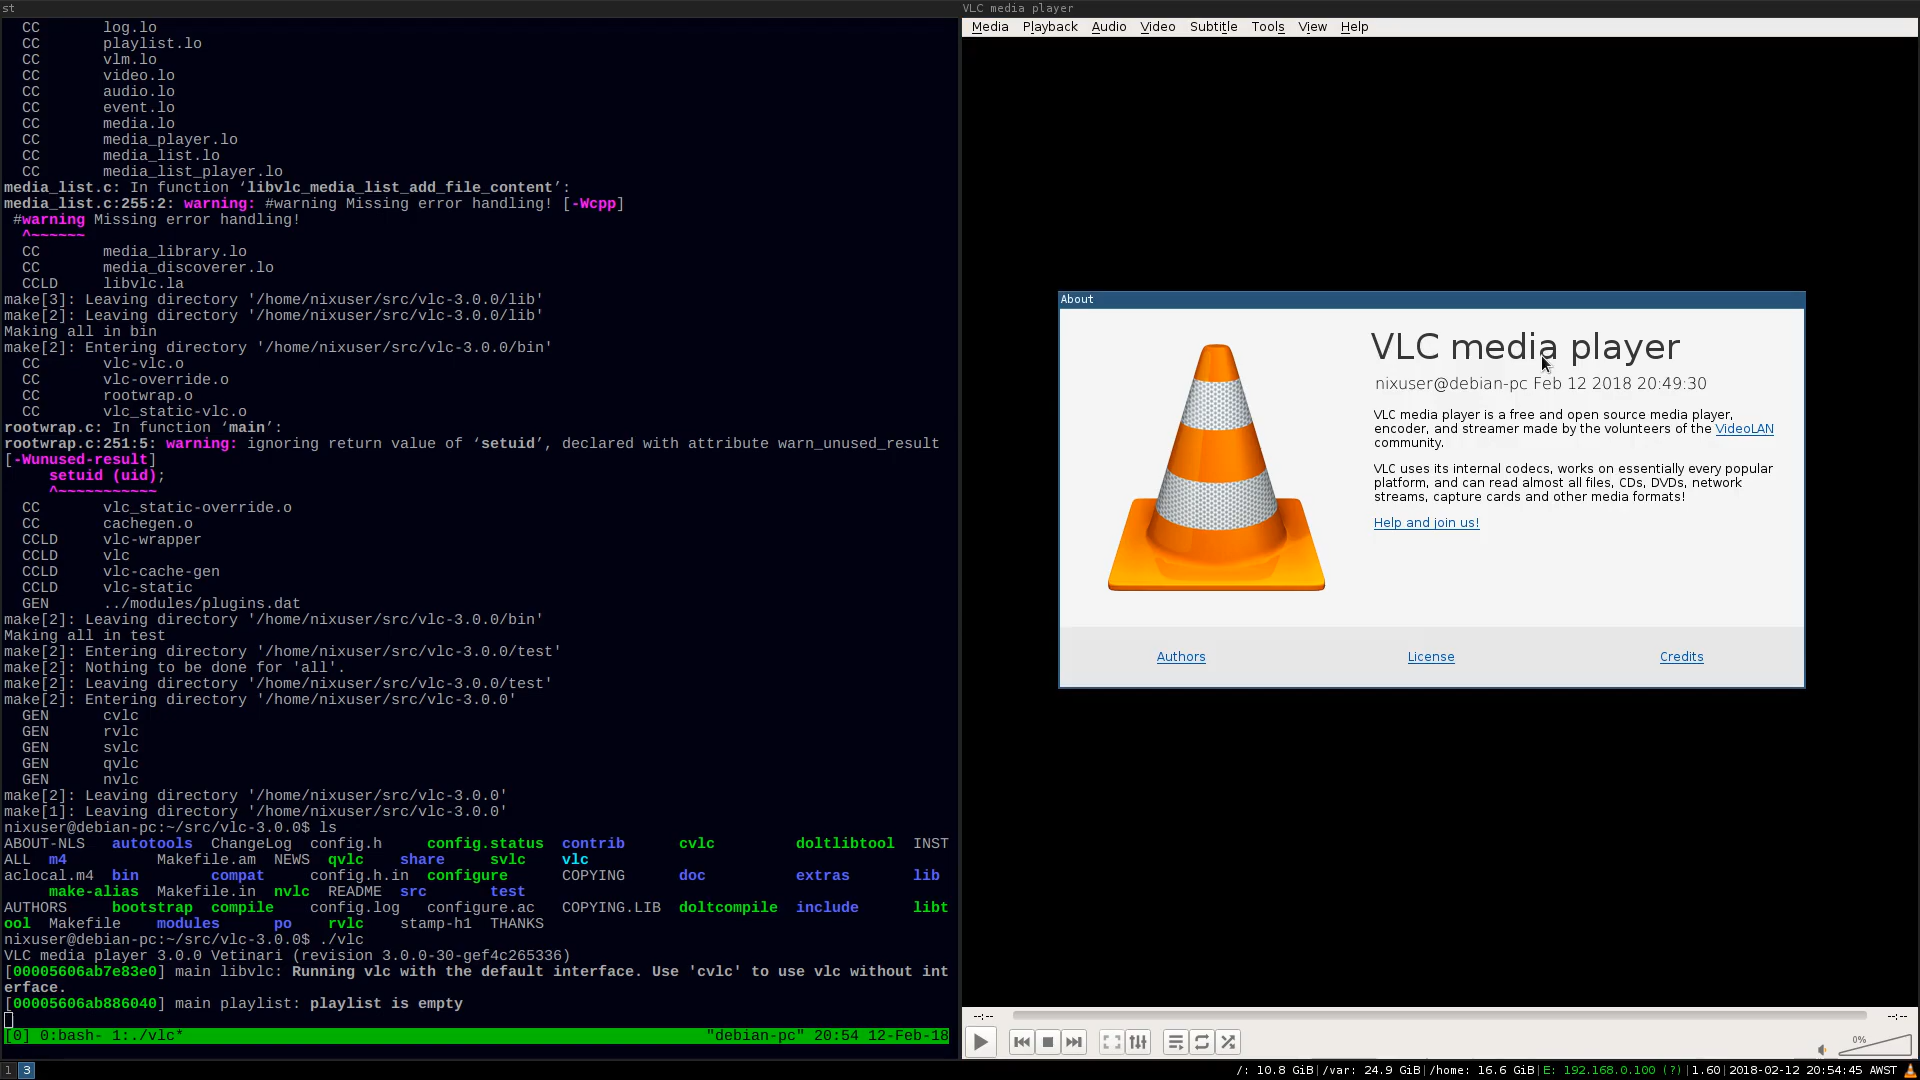 st
CC log.lo
CC playlist.lo
CC vlm.lo
CC video.lo
CC audio.lo
CC event.lo
CC media.lo
CC media_player.lo
CC media_list.lo
CC media_list_player.lo
media_list.c: In function ‘libvlc_media_list_add_file_content’:
media_list.c:255:2: warning: #warning Missing error handling! [-Wcpp]
#warning Missing error handling!
^~~~~~~
CC media_library.lo
CC media_discoverer.lo
CCLD libvlc.la
make[3]: Leaving directory '/home/nixuser/src/vlc-3.0.0/lib'
make[2]: Leaving directory '/home/nixuser/src/vlc-3.0.0/lib'
Making all in bin
make[2]: Entering directory '/home/nixuser/src/vlc-3.0.0/bin'
CC vlc-vlc.o
CC vlc-override.o
CC rootwrap.o
CC vlc_static-vlc.o
rootwrap.c: In function ‘main’:
rootwrap.c:251:5: warning: ignoring return value of ‘setuid’, declared with attribute warn_unused_result
[-Wunused-result]
setuid (uid);
^~~~~~~~~~~~
CC vlc_static-override.o
CC cachegen.o
CCLD vlc-wrapper
CCLD vlc
CCLD vlc-cache-gen
CCLD vlc-static
GEN ../modules/plugins.dat
make[2]: Leaving directory '/home/nixuser/src/vlc-3.0.0/bin'
Making all in test
make[2]: Entering directory '/home/nixuser/src/vlc-3.0.0/test'
make[2]: Nothing to be done for 'all'.
make[2]: Leaving directory '/home/nixuser/src/vlc-3.0.0/test'
make[2]: Entering directory '/home/nixuser/src/vlc-3.0.0'
GEN cvlc
GEN rvlc
GEN svlc
GEN qvlc
GEN nvlc
make[2]: Leaving directory '/home/nixuser/src/vlc-3.0.0'
make[1]: Leaving directory '/home/nixuser/src/vlc-3.0.0'
nixuser@debian-pc:~/src/vlc-3.0.0$ ls
ABOUT-NLS autotools ChangeLog config.h config.status contrib cvlc doltlibtool INST
ALL m4 Makefile.am NEWS qvlc share svlc vlc
aclocal.m4 bin compat config.h.in configure COPYING doc extras lib
make-alias Makefile.in nvlc README src test
AUTHORS bootstrap compile config.log configure.ac COPYING.LIB doltcompile include libt
ool Makefile modules po rvlc stamp-h1 THANKS
nixuser@debian-pc:~/src/vlc-3.0.0$ ./vlc
VLC media player 3.0.0 Vetinari (revision 3.0.0-30-gef4c265336)
[00005606ab7e83e0] main libvlc: Running vlc with the default interface. Use 'cvlc' to use vlc without int
erface.
[00005606ab886040] main playlist: playlist is empty
[0] 0:bash- 1:./vlc* "debian-pc" 20:54 12-Feb-18
VLC media player
Media Playback Audio Video Subtitle Tools View Help
About
VLC media player
nixuser@debian-pc Feb 12 2018 20:49:30
VLC media player is a free and open source media player,
encoder, and streamer made by the volunteers of the VideoLAN
community.
VLC uses its internal codecs, works on essentially every popular
platform, and can read almost all files, CDs, DVDs, network
streams, capture cards and other media formats!
Help and join us!
Authors License Credits
--:-- --:--
0%
1 3 /: 10.8 GiB|/var: 24.9 GiB|/home: 16.6 GiB|E: 192.168.0.100 (?)|1.60|2018-02-12 20:54:45 AWST